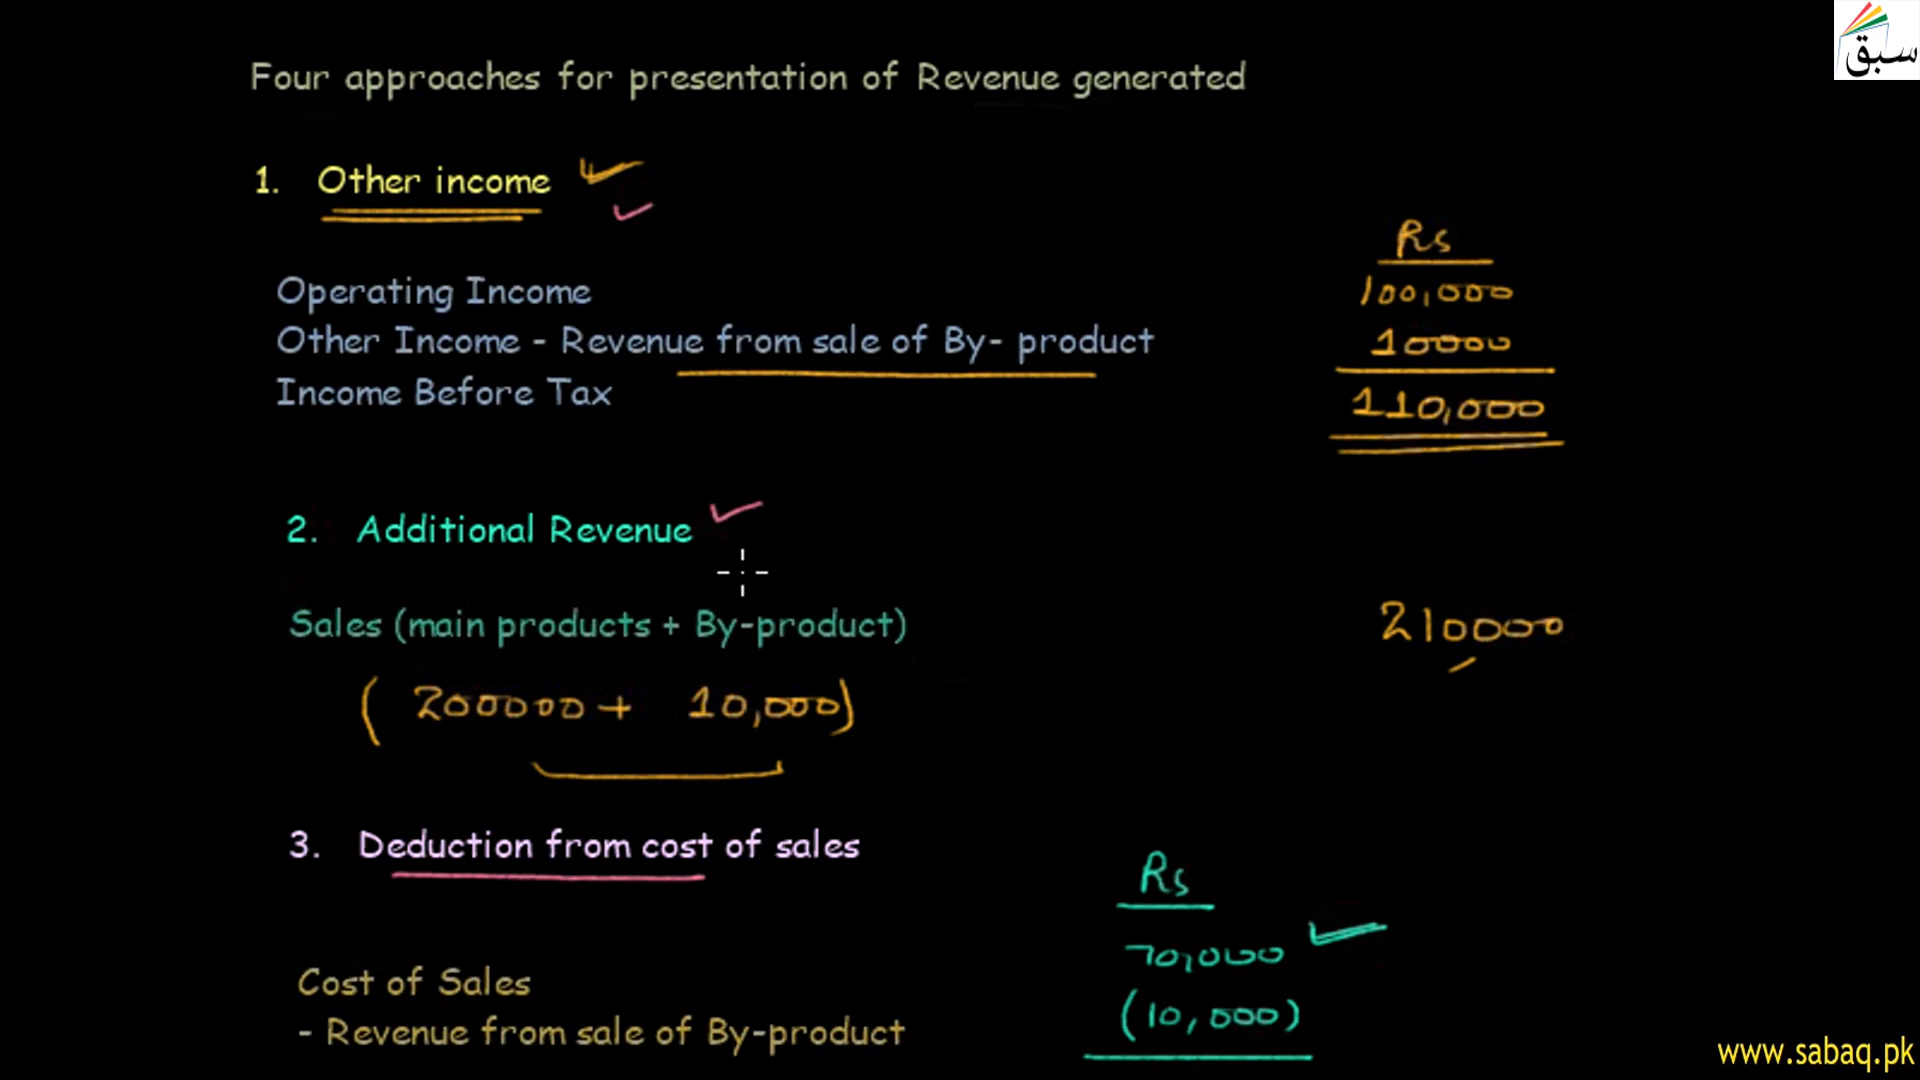 سبق
Four approaches for presentation of Revenue generated
1. Other income
Rs
Operating Income 100,000
Other Income - Revenue from sale of By- product 10000
Income Before Tax 110,000
2. Additional Revenue
Sales (main products + By-product) 210000
( 200000 + 10,000)
3. Deduction from cost of sales
Rs
Cost of Sales 70,000
- Revenue from sale of By-product (10,000)
www.sabaq.pk